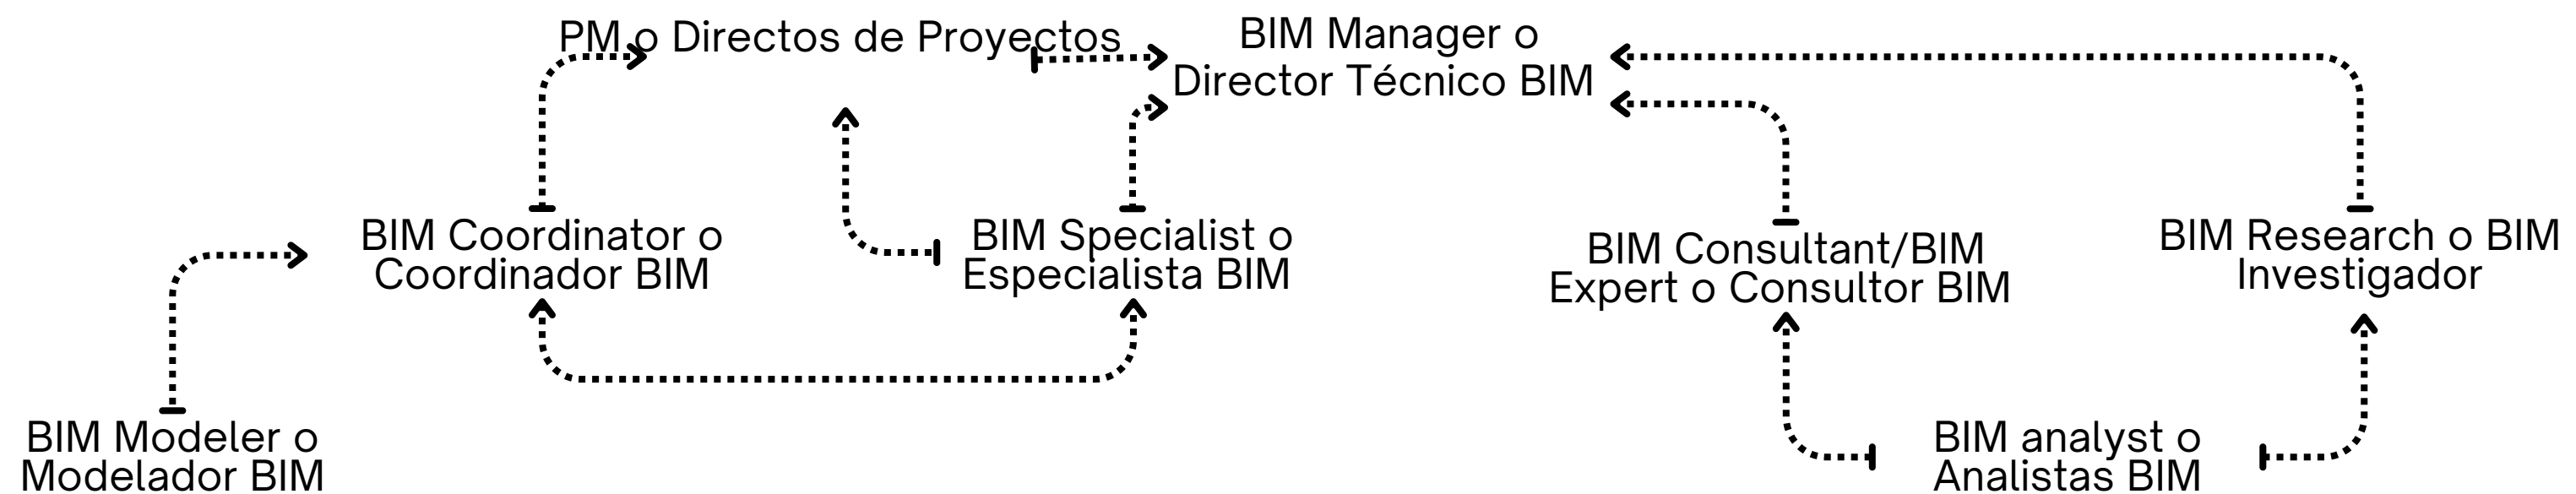 PM o Directos de Proyectos
BIM Manager o
Director Técnico BIM
BIM Coordinator o
Coordinador BIM
BIM Specialist o
Especialista BIM
BIM Consultant/BIM
Expert o Consultor BIM
BIM Research o BIM
Investigador
BIM Modeler o
Modelador BIM
BIM analyst o
Analistas BIM